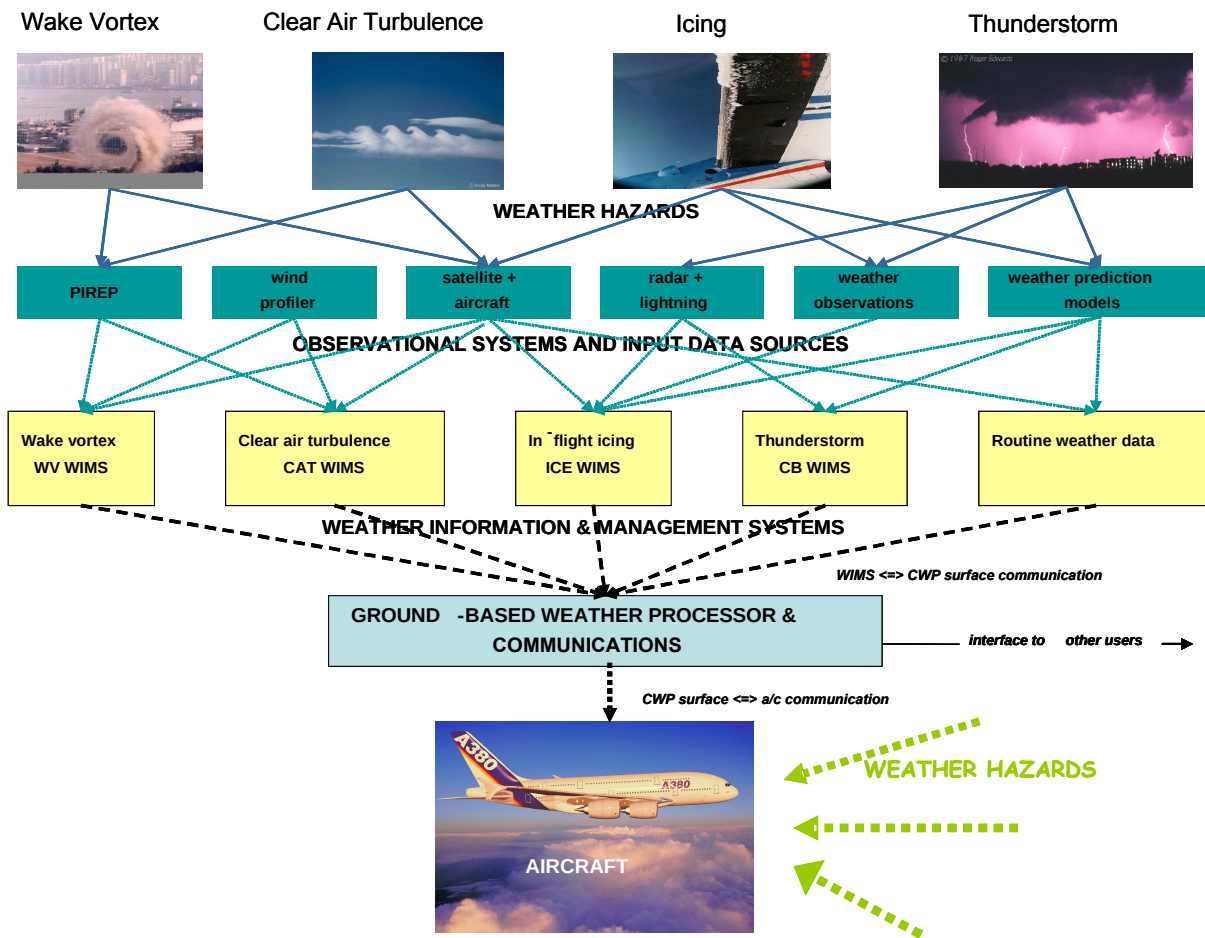 Wake Vortex
Clear Air Turbulence
Icing
Thunderstorm
© 1987 Roger Edwards
WEATHER HAZARDS
PIREP
wind
profiler
satellite +
aircraft
radar +
lightning
weather
observations
weather prediction
models
OBSERVATIONAL SYSTEMS AND INPUT DATA SOURCES
Wake vortex
WV WIMS
Clear air turbulence
CAT WIMS
In -flight icing
ICE WIMS
Thunderstorm
CB WIMS
Routine weather data
WEATHER INFORMATION & MANAGEMENT SYSTEMS
WIMS <=> CWP surface communication
GROUND -BASED WEATHER PROCESSOR &
COMMUNICATIONS
interface to other users
CWP surface <=> a/c communication
A380
A380
WEATHER HAZARDS
AIRCRAFT